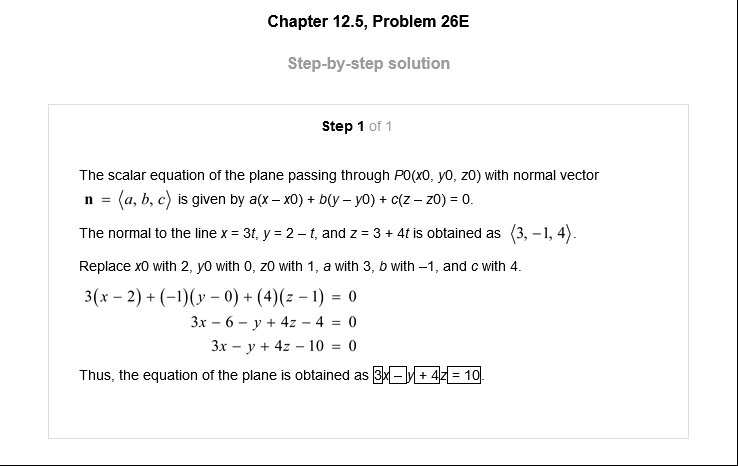 Chapter 12.5, Problem 26E
Step-by-step solution
Step 1 of 1
The scalar equation of the plane passing through P0(x0, y0, z0) with normal vector
n = ⟨a, b, c⟩ is given by a(x – x0) + b(y – y0) + c(z – z0) = 0.
The normal to the line x = 3t, y = 2 – t, and z = 3 + 4t is obtained as ⟨3, −1, 4⟩.
Replace x0 with 2, y0 with 0, z0 with 1, a with 3, b with –1, and c with 4.
3(x − 2) + (−1)(y − 0) + (4)(z − 1) = 0
3x − 6 − y + 4z − 4 = 0
3x − y + 4z − 10 = 0
Thus, the equation of the plane is obtained as 3x – y + 4z = 10.